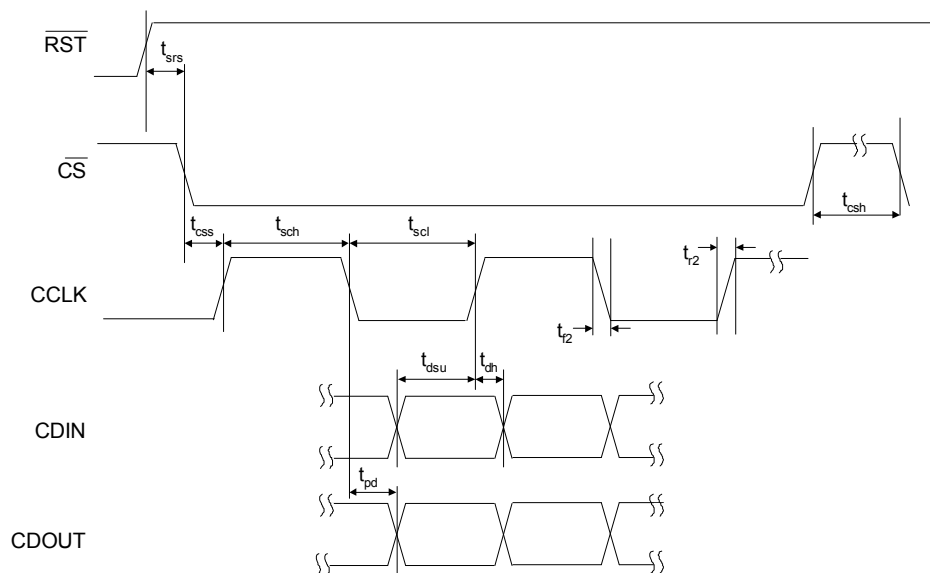 RST
t_srs
CS
t_csh
t_css
t_sch
t_scl
t_r2
CCLK
t_f2
t_dsu
t_dh
CDIN
t_pd
CDOUT